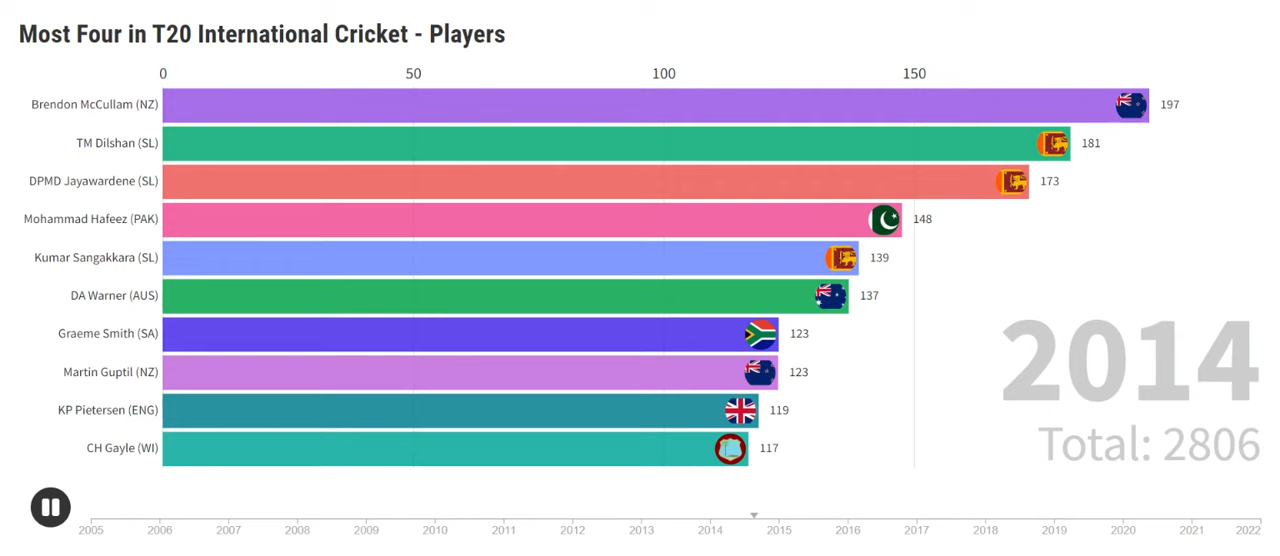 Most Four in T20 International Cricket - Players
0 50 100 150
Brendon McCullam (NZ) 197
TM Dilshan (SL) 181
DPMD Jayawardene (SL) 173
Mohammad Hafeez (PAK) 148
Kumar Sangakkara (SL) 139
DA Warner (AUS) 137
Graeme Smith (SA) 123
Martin Guptil (NZ) 123
KP Pietersen (ENG) 119
CH Gayle (WI) 117
2014
Total: 2806
2005 2006 2007 2008 2009 2010 2011 2012 2013 2014 2015 2016 2017 2018 2019 2020 2021 2022